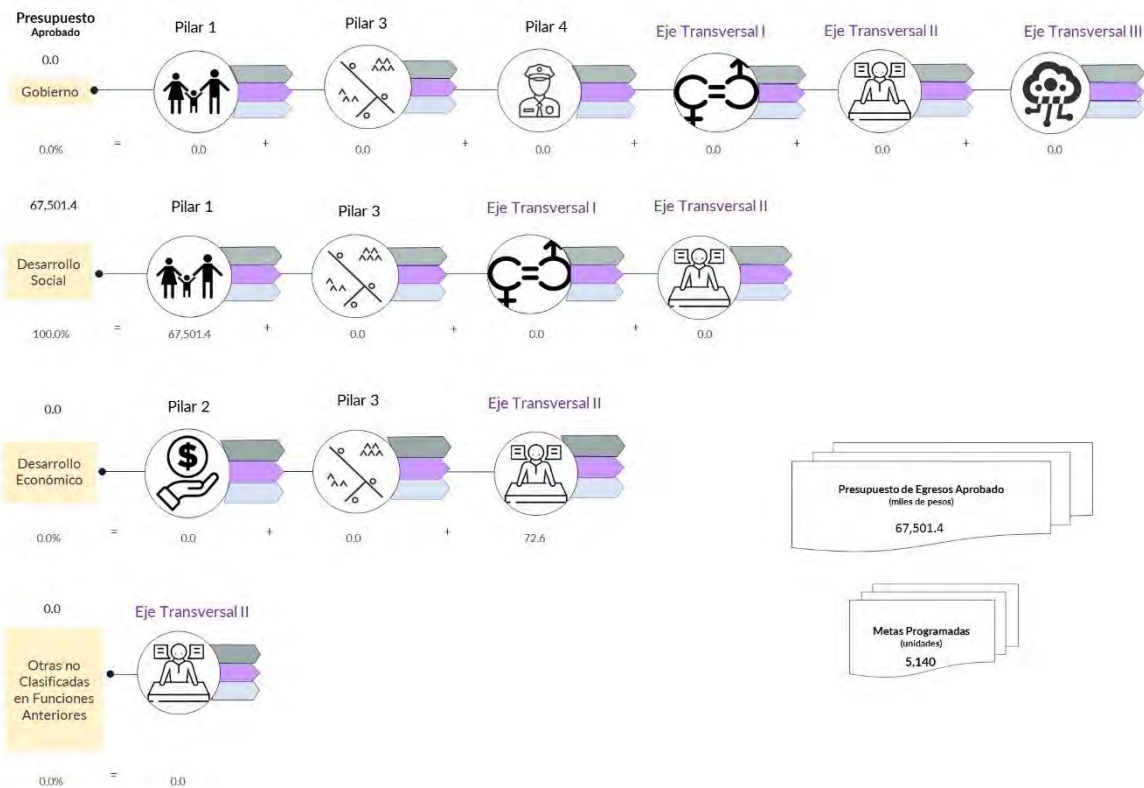 Presupuesto
Aprobado
0.0
Gobierno
0.0%
Pilar 1
Pilar 3
Pilar 4
Eje Transversal I
Eje Transversal II
Eje Transversal III
= 0.0 + 0.0 + 0.0 + 0.0 + 0.0 + 0.0
67,501.4
Desarrollo
Social
100.0%
Pilar 1
Pilar 3
Eje Transversal I
Eje Transversal II
= 67,501.4 + 0.0 + 0.0 + 0.0
0.0
Desarrollo
Económico
0.0%
Pilar 2
Pilar 3
Eje Transversal II
= 0.0 + 0.0 + 72.6
Presupuesto de Egresos Aprobado
(miles de pesos)
67,501.4
Metas Programadas
(unidades)
5,140
0.0
Otras no
Clasificadas
en Funciones
Anteriores
0.0%
Eje Transversal II
= 0.0